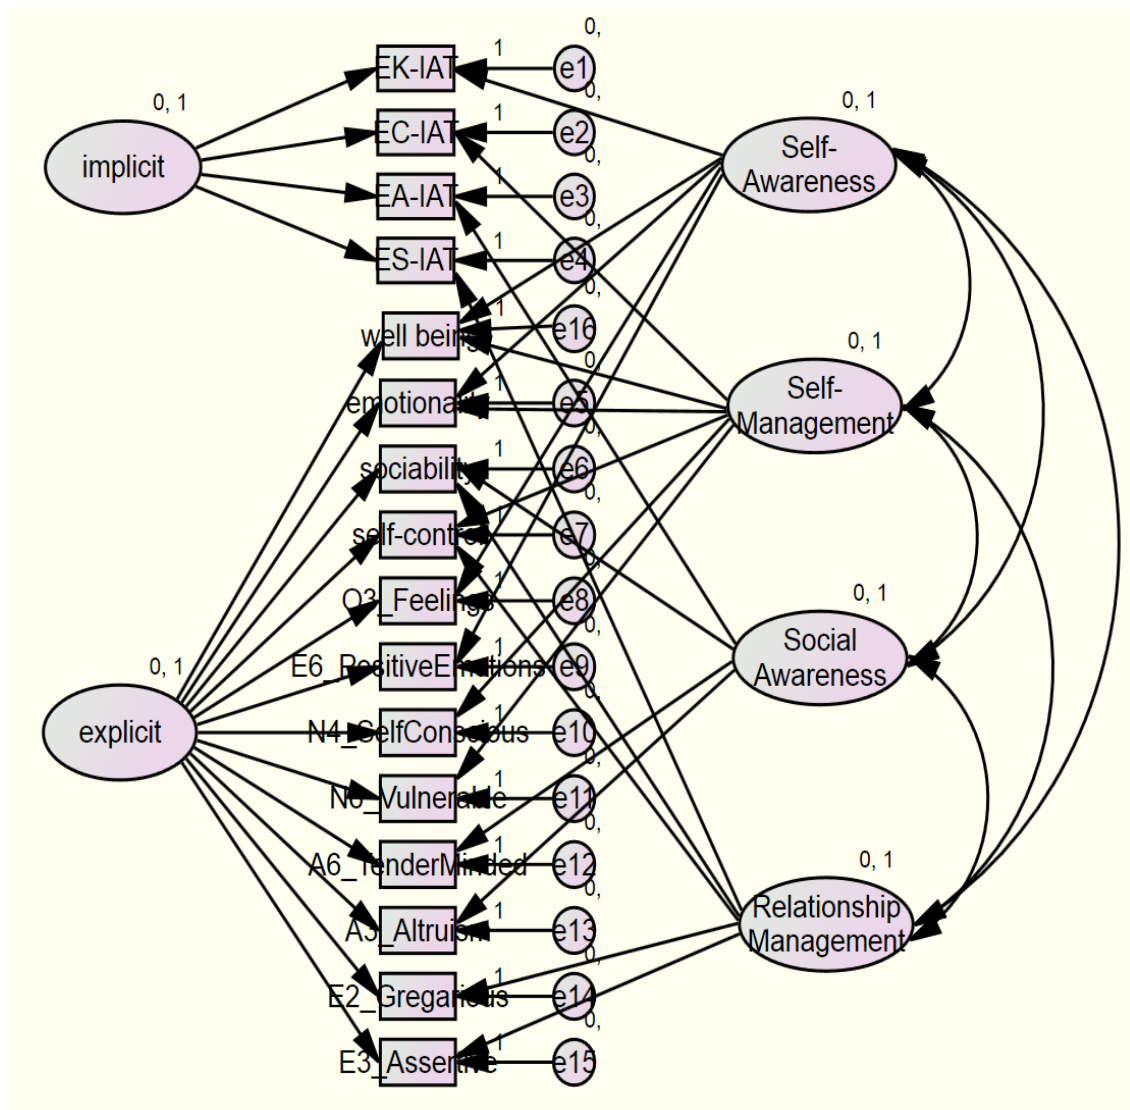 0,
EK-IAT
1
e1
0, 1
0, 1
0,
implicit
EC-IAT
1
e2
Self-
Awareness
0,
EA-IAT
1
e3
0,
ES-IAT
1
e4
0,
well being
1
e16
0, 1
0,
emotionality
1
e5
Self-
Management
0,
sociability
1
e6
0,
self-control
1
e7
0,
O3_Feelings
1
e8
0, 1
0,
E6_PositiveEmotions
1
e9
0, 1
Social
Awareness
0,
explicit
N4_SelfConscious
1
e10
0,
N6_Vulnerable
1
e11
0,
A6_TenderMinded
1
e12
0, 1
0,
A3_Altruism
1
e13
Relationship
Management
0,
E2_Gregarious
1
e14
0,
E3_Assertive
1
e15